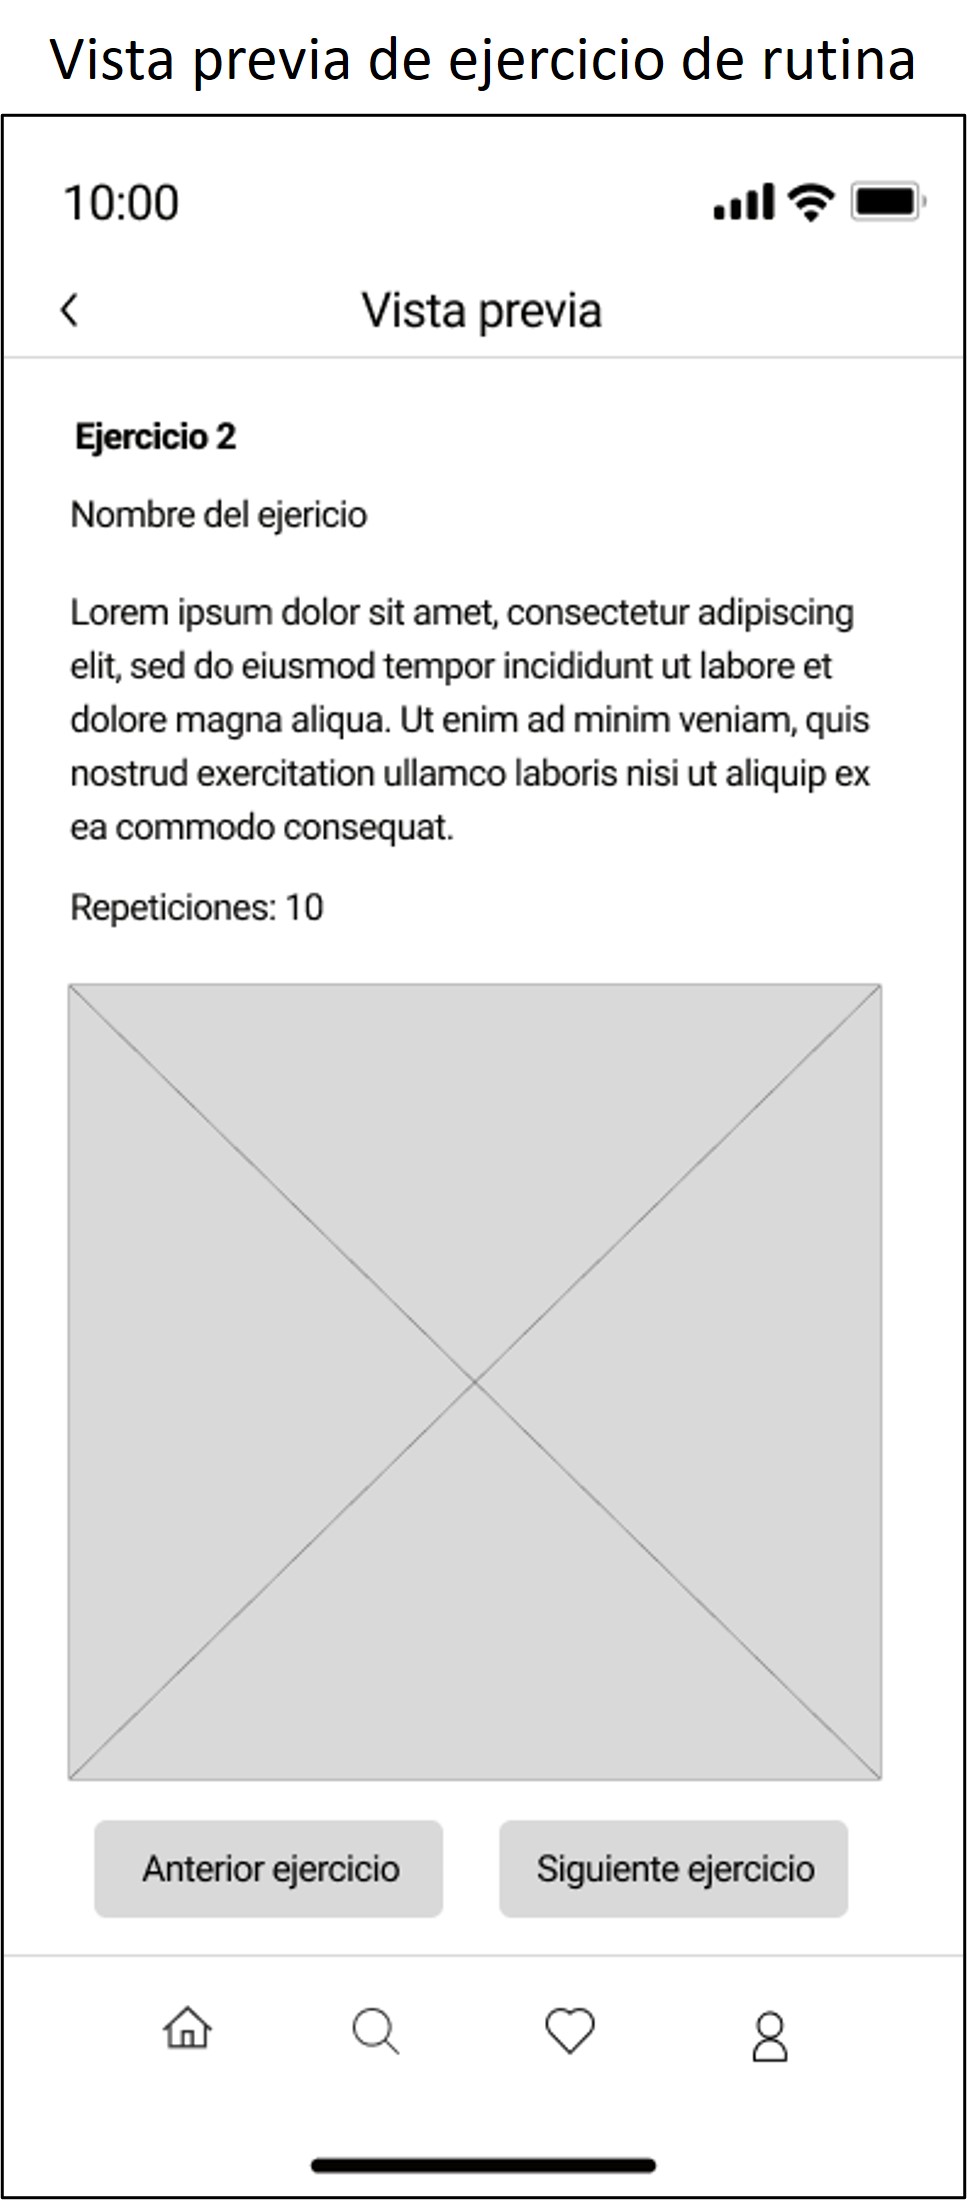 Vista previa de ejercicio de rutina
10:00
Vista previa
Ejercicio 2
Nombre del ejericio
Lorem ipsum dolor sit amet, consectetur adipiscing
elit, sed do eiusmod tempor incididunt ut labore et
dolore magna aliqua. Ut enim ad minim veniam, quis
nostrud exercitation ullamco laboris nisi ut aliquip ex
ea commodo consequat.
Repeticiones: 10
Anterior ejercicio
Siguiente ejercicio